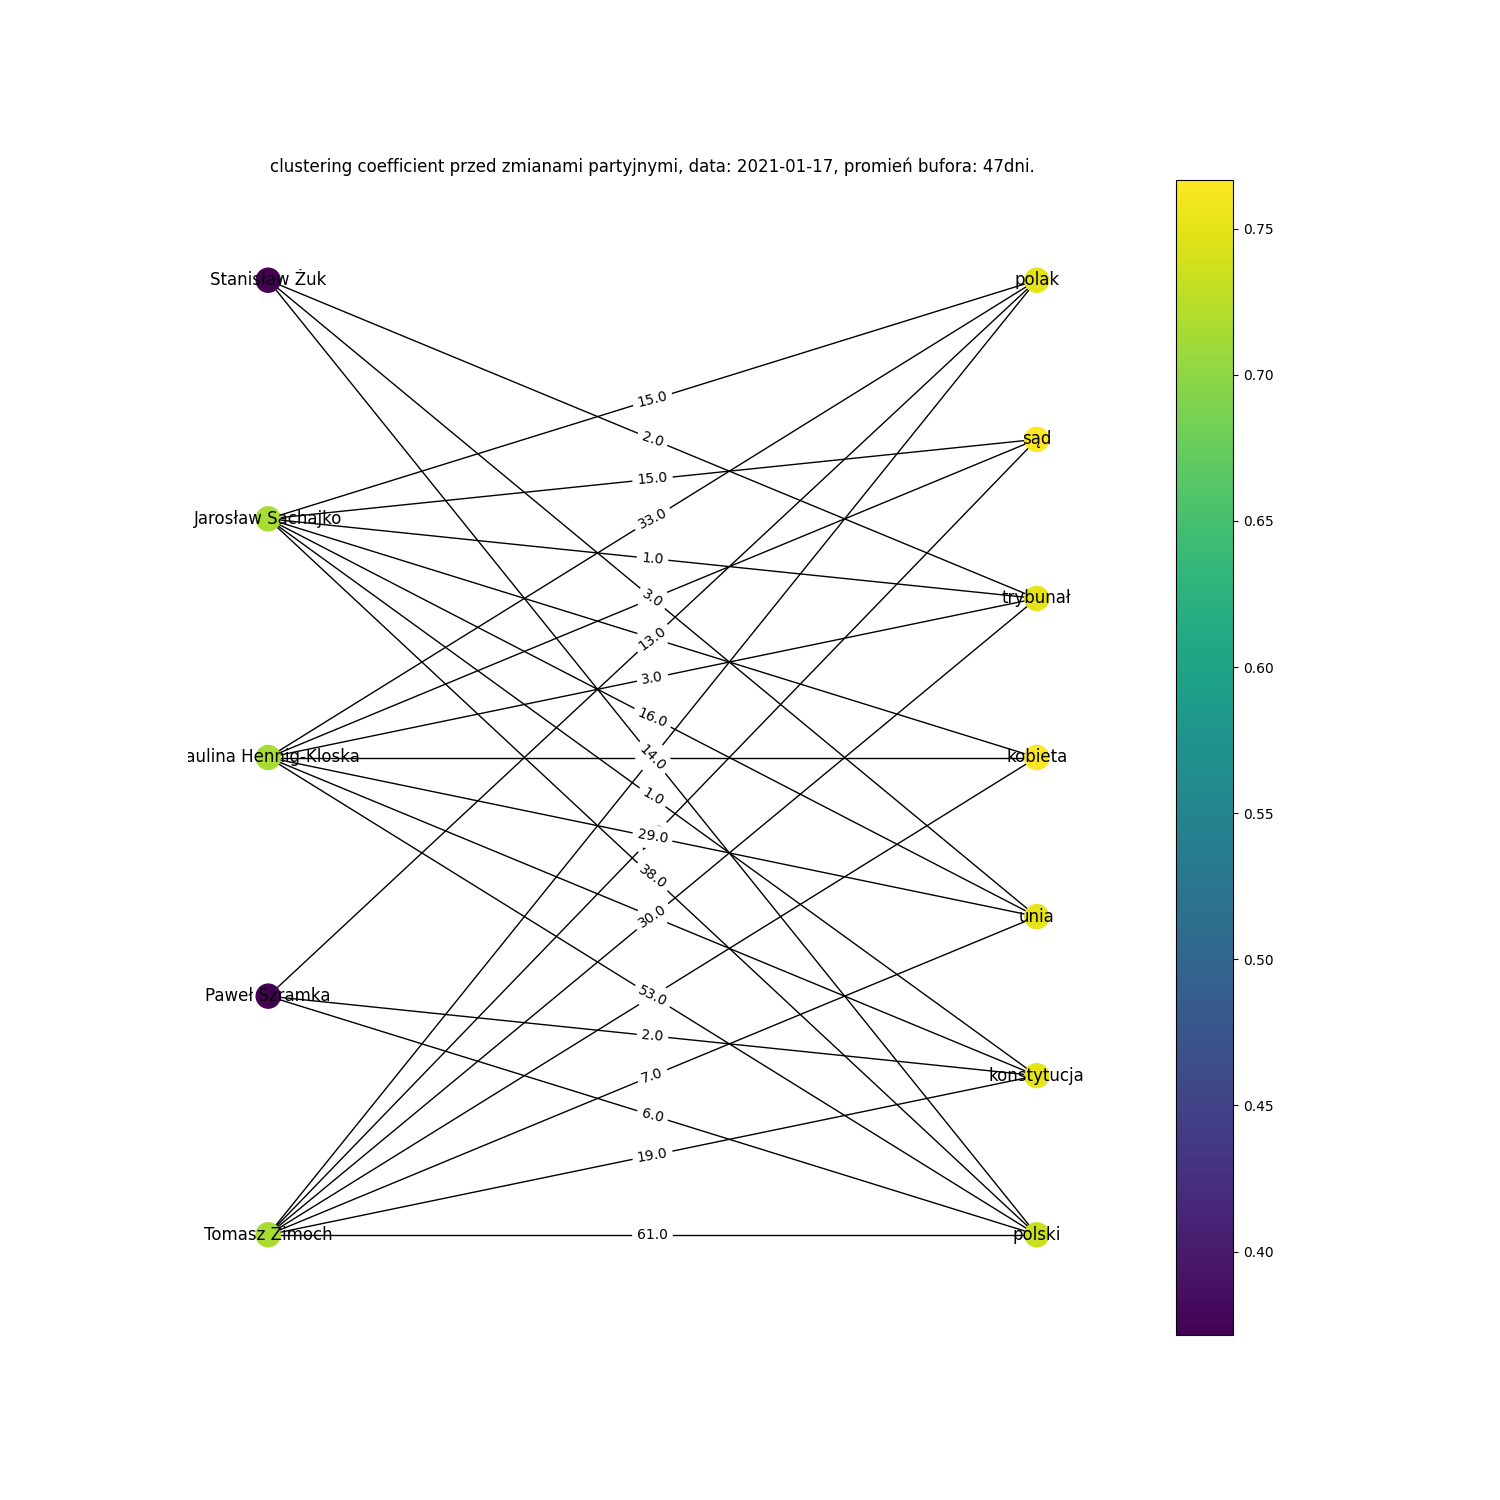 clustering coefficient przed zmianami partyjnymi, data: 2021-01-17, promień bufora: 47dni.
Stanisław Żuk
Jarosław Sachajko
aulina Hennig-Kloska
Paweł Szramka
Tomasz Zimoch
15.0
2.0
15.0
33.0
1.0
3.0
13.0
3.0
16.0
14.0
1.0
29.0
38.0
30.0
53.0
2.0
7.0
6.0
19.0
61.0
polak
sąd
trybunał
kobieta
unia
konstytucja
polski
0.75
0.70
0.65
0.60
0.55
0.50
0.45
0.40